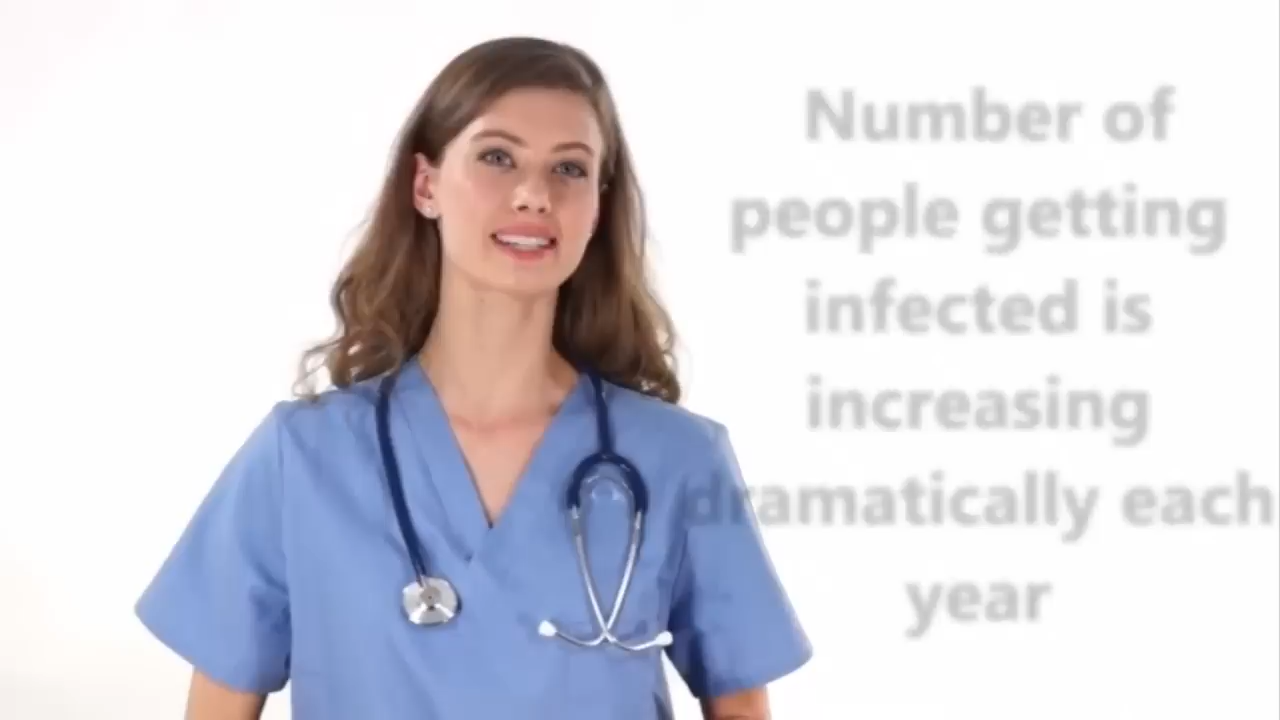 Number of
people getting
infected is
increasing
dramatically each
year